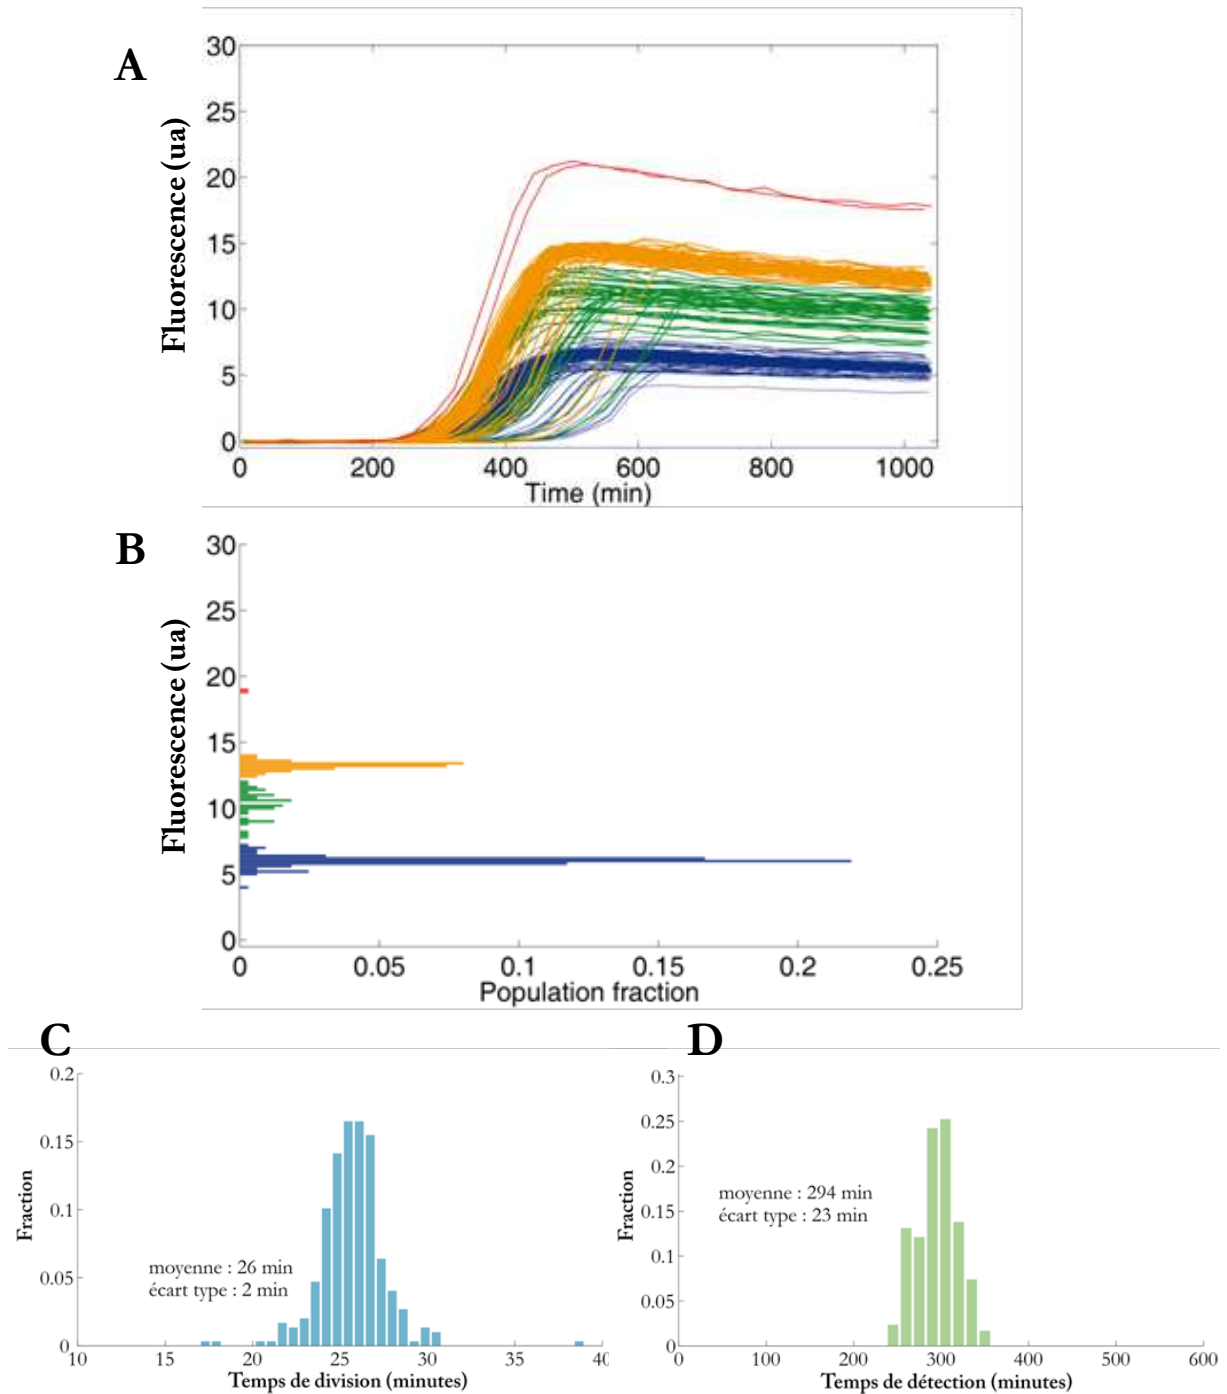 A
30
25
20
15
10
5
0
Fluorescence (ua)
0 200 400 600 800 1000
Time (min)
B
30
25
20
15
10
5
0
Fluorescence (ua)
0 0.05 0.1 0.15 0.2 0.25
Population fraction
C
0.2
0.15
0.1
0.05
0
Fraction
moyenne : 26 min
écart type : 2 min
10 15 20 25 30 35 40
Temps de division (minutes)
D
0.3
0.25
0.2
0.15
0.1
0.05
0
Fraction
moyenne : 294 min
écart type : 23 min
0 100 200 300 400 500 600
Temps de détection (minutes)